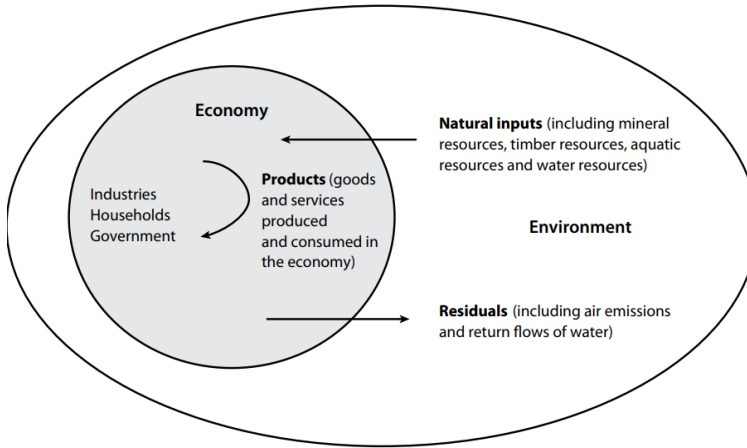 Economy
Natural inputs (including mineral
resources, timber resources, aquatic
resources and water resources)
Industries
Households
Government
Products (goods
and services
produced
and consumed in
the economy)
Environment
Residuals (including air emissions
and return flows of water)